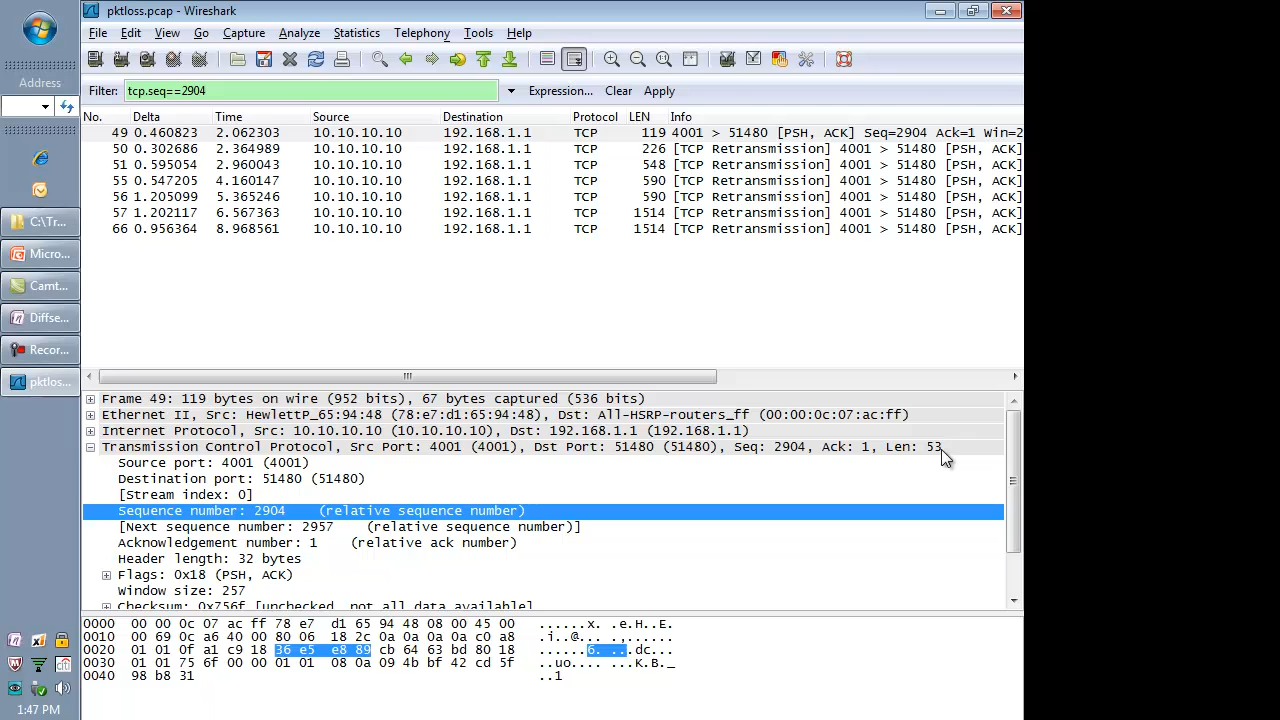 pktloss.pcap - Wireshark
File Edit View Go Capture Analyze Statistics Telephony Tools Help
Address
Filter: tcp.seq==2904 Expression... Clear Apply
No. Delta Time Source Destination Protocol LEN Info
49 0.460823 2.062303 10.10.10.10 192.168.1.1 TCP 119 4001 > 51480 [PSH, ACK] Seq=2904 Ack=1 Win=2
50 0.302686 2.364989 10.10.10.10 192.168.1.1 TCP 226 [TCP Retransmission] 4001 > 51480 [PSH, ACK]
51 0.595054 2.960043 10.10.10.10 192.168.1.1 TCP 548 [TCP Retransmission] 4001 > 51480 [PSH, ACK]
55 0.547205 4.160147 10.10.10.10 192.168.1.1 TCP 590 [TCP Retransmission] 4001 > 51480 [PSH, ACK]
56 1.205099 5.365246 10.10.10.10 192.168.1.1 TCP 590 [TCP Retransmission] 4001 > 51480 [PSH, ACK]
57 1.202117 6.567363 10.10.10.10 192.168.1.1 TCP 1514 [TCP Retransmission] 4001 > 51480 [PSH, ACK]
66 0.956364 8.968561 10.10.10.10 192.168.1.1 TCP 1514 [TCP Retransmission] 4001 > 51480 [PSH, ACK]
C:\Tr...
Micro...
Camt...
Diffse...
Recor...
pktlos...
Frame 49: 119 bytes on wire (952 bits), 67 bytes captured (536 bits)
Ethernet II, Src: HewlettP_65:94:48 (78:e7:d1:65:94:48), Dst: All-HSRP-routers_ff (00:00:0c:07:ac:ff)
Internet Protocol, Src: 10.10.10.10 (10.10.10.10), Dst: 192.168.1.1 (192.168.1.1)
Transmission Control Protocol, Src Port: 4001 (4001), Dst Port: 51480 (51480), Seq: 2904, Ack: 1, Len: 53
Source port: 4001 (4001)
Destination port: 51480 (51480)
[Stream index: 0]
Sequence number: 2904 (relative sequence number)
[Next sequence number: 2957 (relative sequence number)]
Acknowledgement number: 1 (relative ack number)
Header length: 32 bytes
Flags: 0x18 (PSH, ACK)
Window size: 257
Checksum: 0x756f [unchecked, not all data available]
0000 00 00 0c 07 ac ff 78 e7 d1 65 94 48 08 00 45 00 ......x. .e.H..E.
0010 00 69 0c a6 40 00 80 06 18 2c 0a 0a 0a 0a c0 a8 .i..@... .,......
0020 01 01 0f a1 c9 18 36 e5 e8 89 cb 64 63 bd 80 18 ......6. ...dc...
0030 01 01 75 6f 00 00 01 01 08 0a 09 4b bf 42 cd 5f ..uo.... ...K.B._
0040 98 b8 31 ..1
1:47 PM